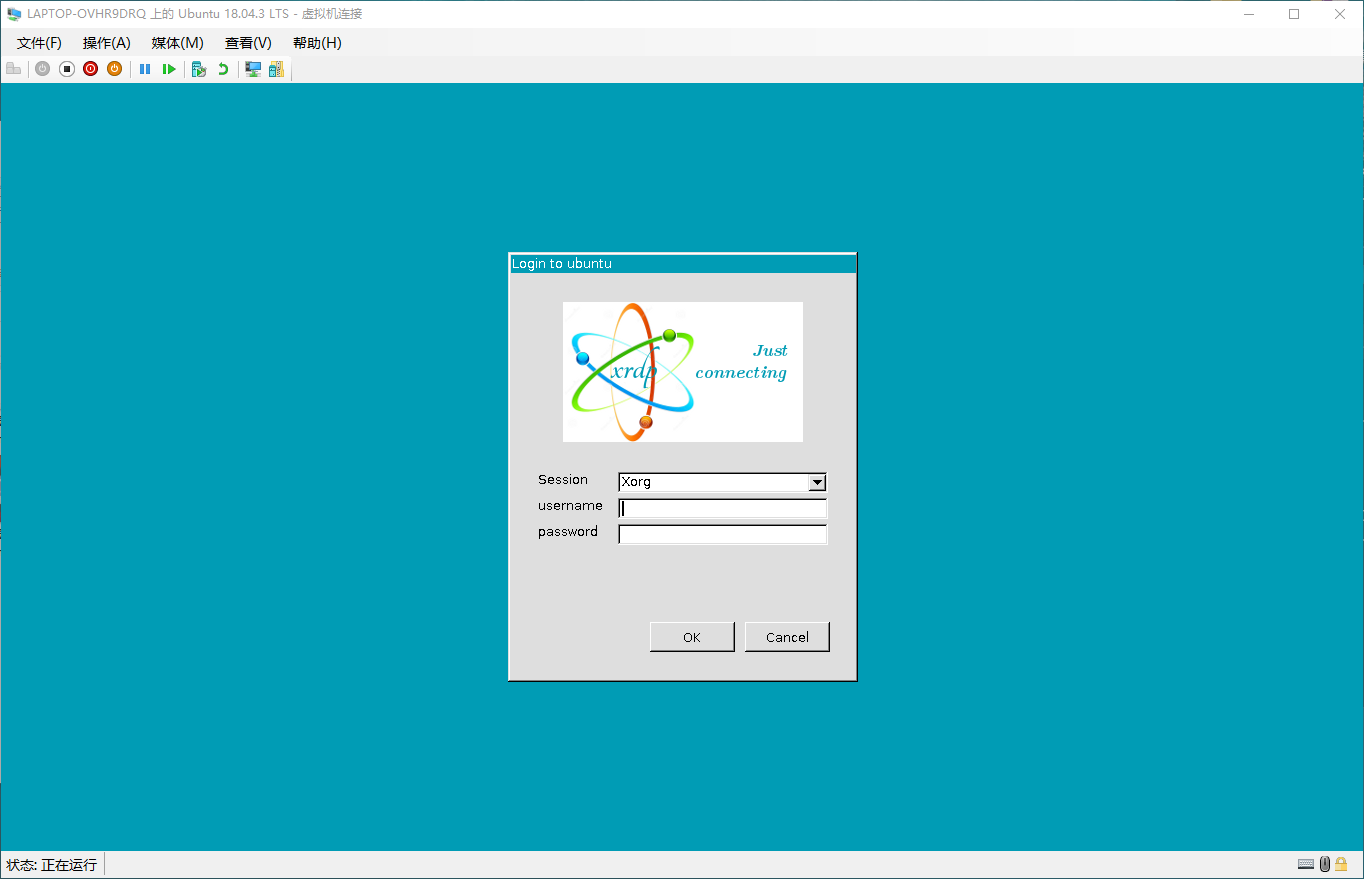 LAPTOP-OVHR9DRQ 上的 Ubuntu 18.04.3 LTS - 虚拟机连接
文件(F) 操作(A) 媒体(M) 查看(V) 帮助(H)
Login to ubuntu
xrdp
Just
connecting
Session Xorg
username
password
OK Cancel
状态: 正在运行